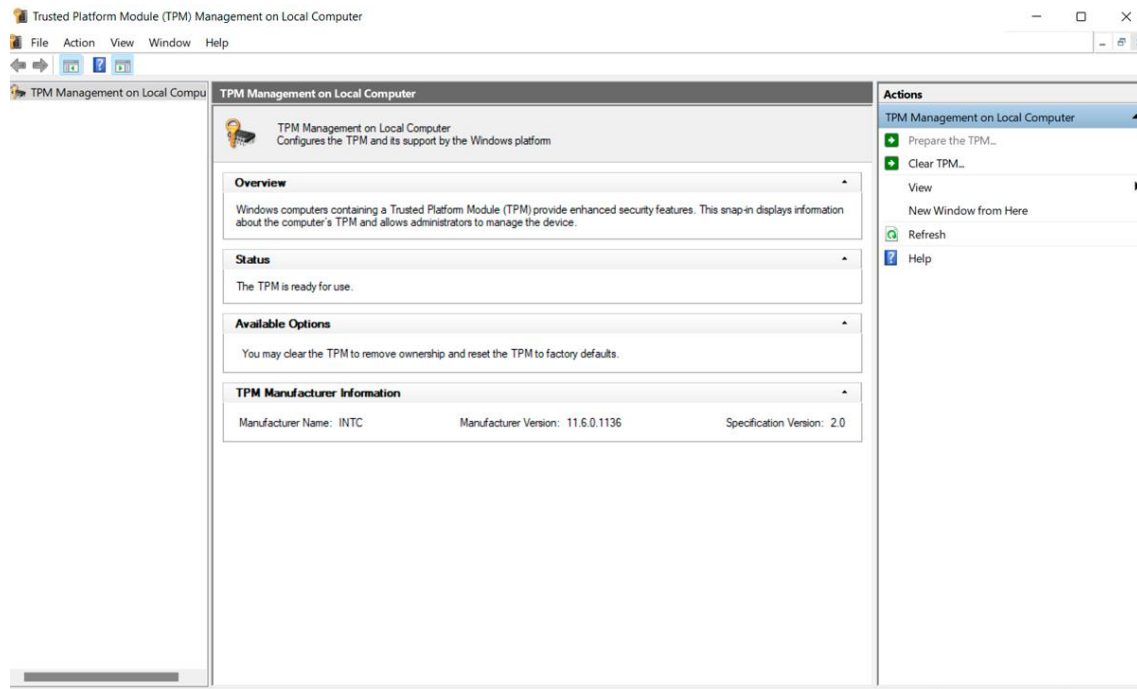 Trusted Platform Module (TPM) Management on Local Computer
File Action View Window Help
TPM Management on Local Compu
TPM Management on Local Computer
TPM Management on Local Computer
Configures the TPM and its support by the Windows platform
Overview
Windows computers containing a Trusted Platform Module (TPM) provide enhanced security features. This snap-in displays information
about the computer's TPM and allows administrators to manage the device.
Status
The TPM is ready for use.
Available Options
You may clear the TPM to remove ownership and reset the TPM to factory defaults.
TPM Manufacturer Information
Manufacturer Name: INTC Manufacturer Version: 11.6.0.1136 Specification Version: 2.0
Actions
TPM Management on Local Computer
Prepare the TPM...
Clear TPM...
View
New Window from Here
Refresh
Help